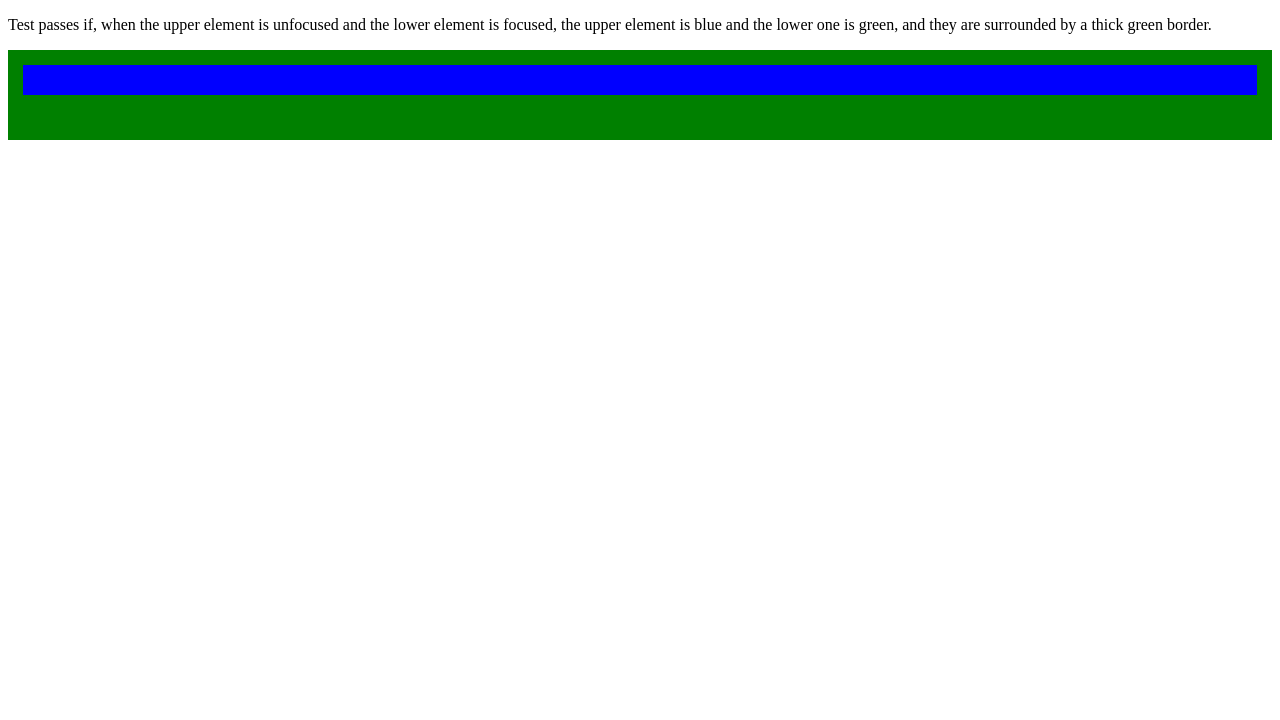 Test passes if, when the upper element is unfocused and the lower element is focused, the upper element is blue and the lower one is green, and they are surrounded by a thick green border.